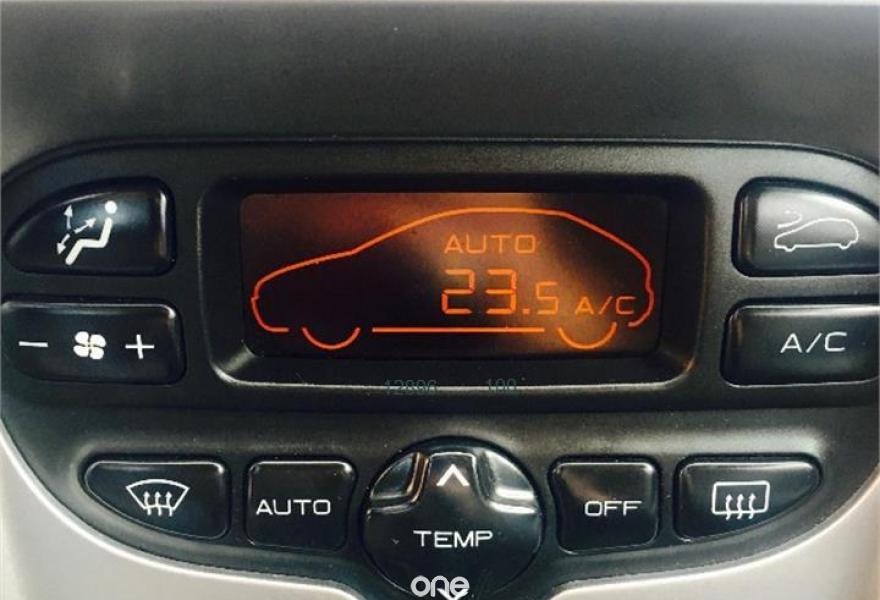 AUTO
23.5 A/C
- +
A/C
AUTO
TEMP
OFF
one